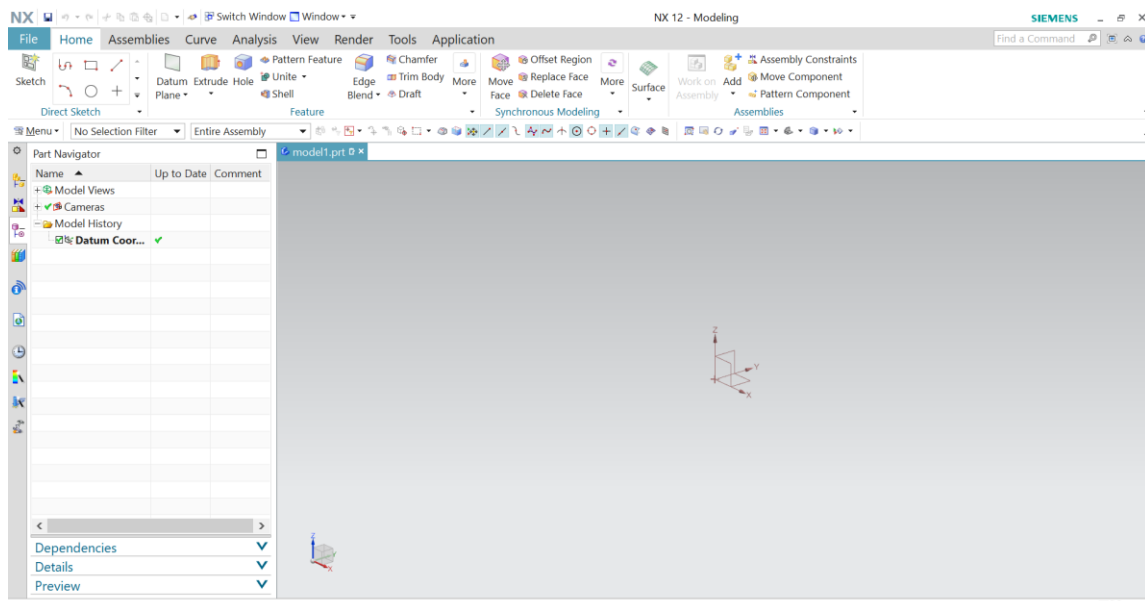 NX Switch Window Window NX 12 - Modeling SIEMENS
File Home Assemblies Curve Analysis View Render Tools Application Find a Command
Pattern Feature Chamfer Offset Region Assembly Constraints
Unite Trim Body Replace Face Move Component
Shell Draft Delete Face Pattern Component
Sketch Datum Extrude Hole Edge More Move More Surface Work on Add
Plane Blend Face Assembly
Direct Sketch Feature Synchronous Modeling Assemblies
Menu No Selection Filter Entire Assembly
Part Navigator model1.prt
Name Up to Date Comment
Model Views
Cameras
Model History
Datum Coor...
Z
Y
X
Z
Y
X
Dependencies
Details
Preview